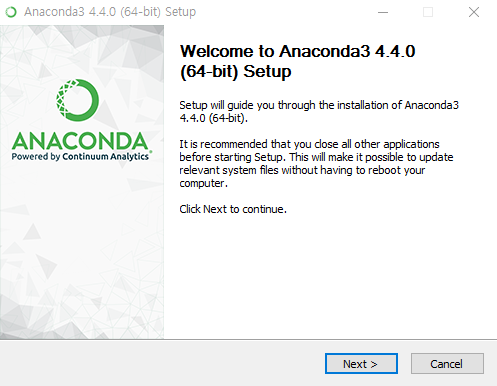 Anaconda3 4.4.0 (64-bit) Setup
Welcome to Anaconda3 4.4.0
(64-bit) Setup
Setup will guide you through the installation of Anaconda3
4.4.0 (64-bit).
It is recommended that you close all other applications
before starting Setup. This will make it possible to update
relevant system files without having to reboot your
computer.
Click Next to continue.
ANACONDA.
Powered by Continuum Analytics®
Next >
Cancel